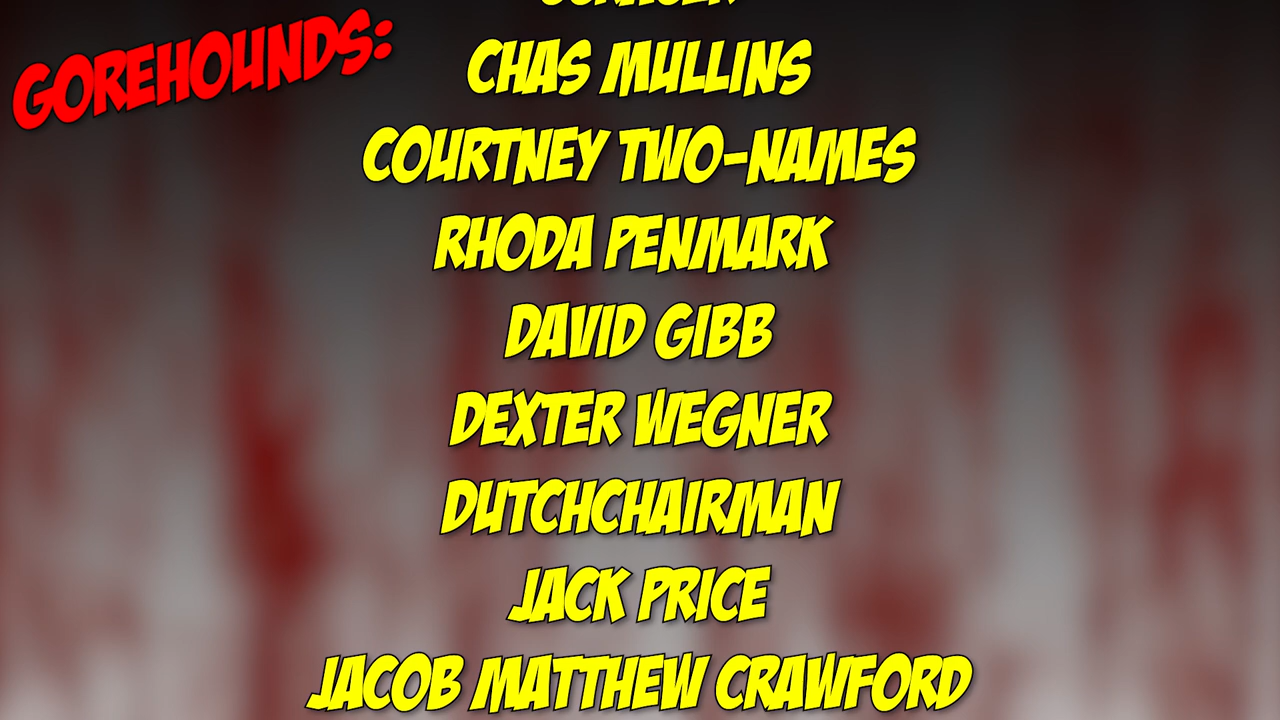 GOREHOUNDS:
CHAS MULLINS
COURTNEY TWO-NAMES
RHODA PENMARK
DAVID GIBB
DEXTER WEGNER
DUTCHCHAIRMAN
JACK PRICE
JACOB MATTHEW CRAWFORD